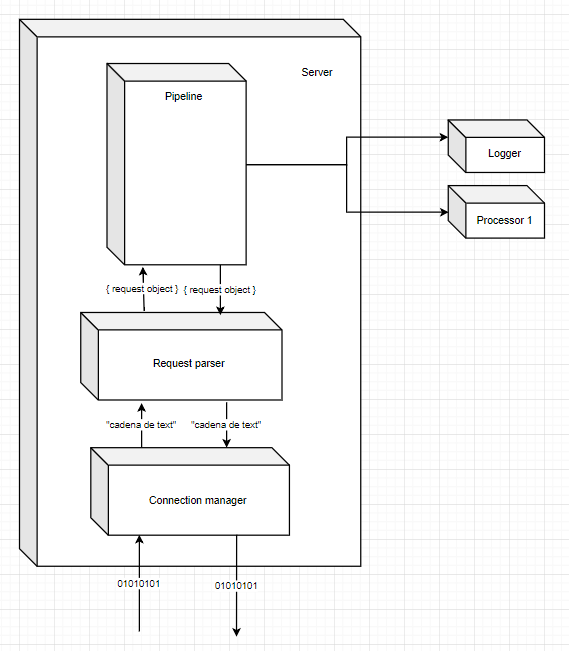 Server
Pipeline
Logger
Processor 1
{ request object } { request object }
Request parser
"cadena de text" "cadena de text"
Connection manager
01010101 01010101